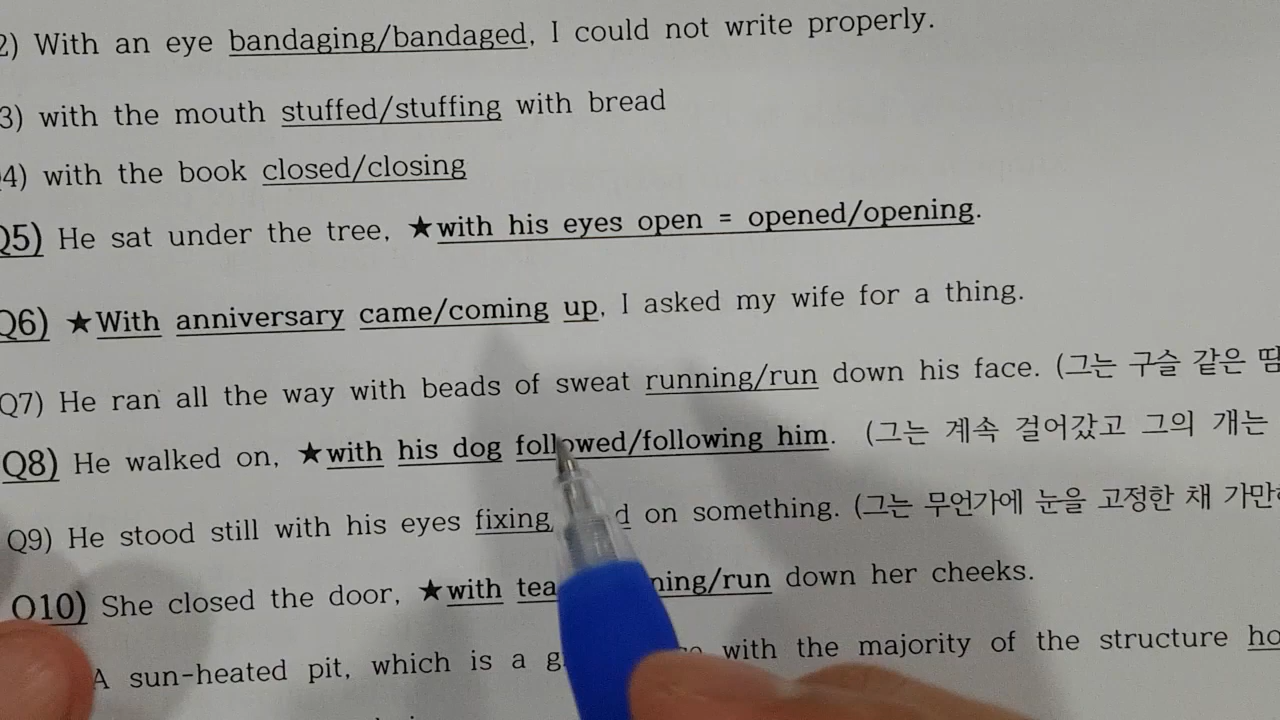 2) With an eye bandaging/bandaged, I could not write properly.
3) with the mouth stuffed/stuffing with bread
4) with the book closed/closing
Q5) He sat under the tree, ★with his eyes open = opened/opening.
Q6) ★With anniversary came/coming up, I asked my wife for a thing.
Q7) He ran all the way with beads of sweat running/run down his face. (그는 구슬 같은 땀
Q8) He walked on, ★with his dog followed/following him. (그는 계속 걸어갔고 그의 개는
Q9) He stood still with his eyes fixing on something. (그는 무언가에 눈을 고정한 채
Q10) She closed the door, ★with down her cheeks.
A sun-heated pit, which is a with the majority of the structure